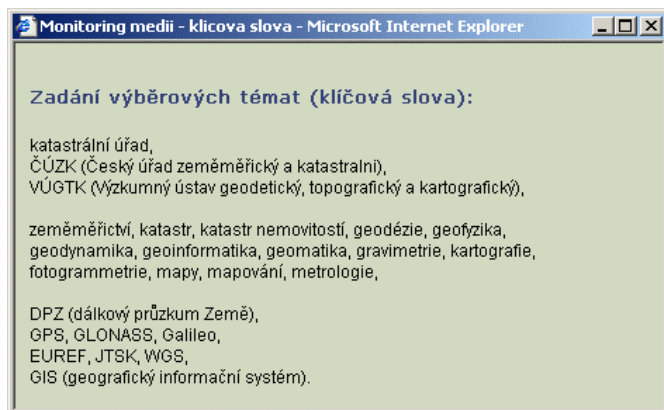 Monitoring medii - klicova slova - Microsoft Internet Explorer
Zadání výběrových témat (klíčová slova):
katastrální úřad,
ČÚZK (Český úřad zeměměřický a katastralni),
VÚGTK (Výzkumný ústav geodetický, topografický a kartografický),
zeměměřictví, katastr, katastr nemovitostí, geodézie, geofyzika,
geodynamika, geoinformatika, geomatika, gravimetrie, kartografie,
fotogrammetrie, mapy, mapování, metrologie,
DPZ (dálkový průzkum Země),
GPS, GLONASS, Galileo,
EUREF, JTSK, WGS,
GIS (geografický informační systém).